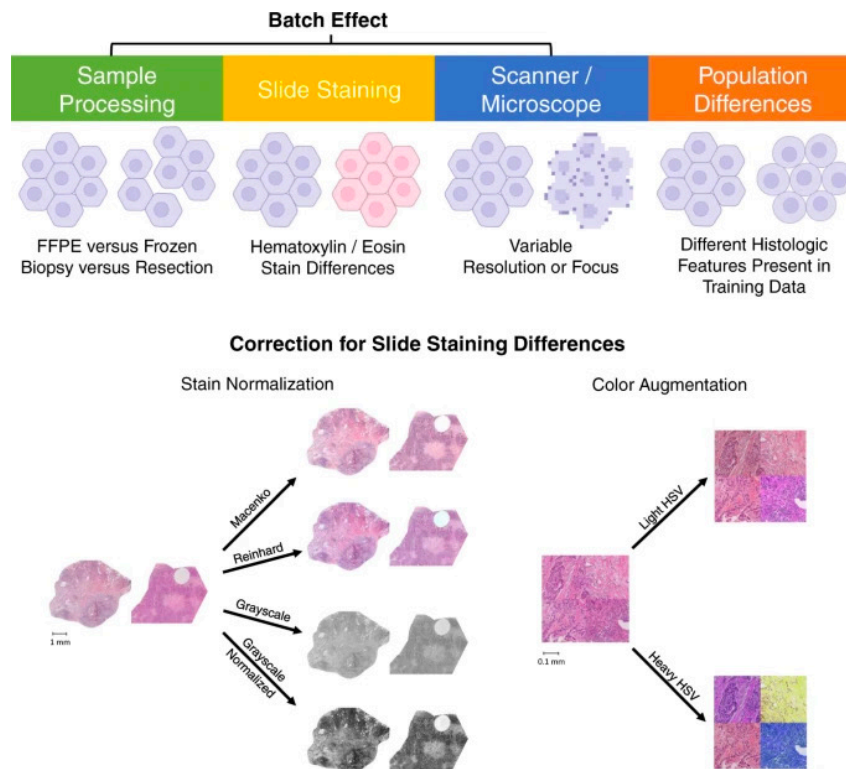 Batch Effect
Sample
Processing
Slide Staining
Scanner /
Microscope
Population
Differences
FFPE versus Frozen
Biopsy versus Resection
Hematoxylin / Eosin
Stain Differences
Variable
Resolution or Focus
Different Histologic
Features Present in
Training Data
Correction for Slide Staining Differences
Stain Normalization
Color Augmentation
Macenko
Reinhard
Grayscale
Grayscale
Normalized
1 mm
Light HSV
Heavy HSV
0.1 mm